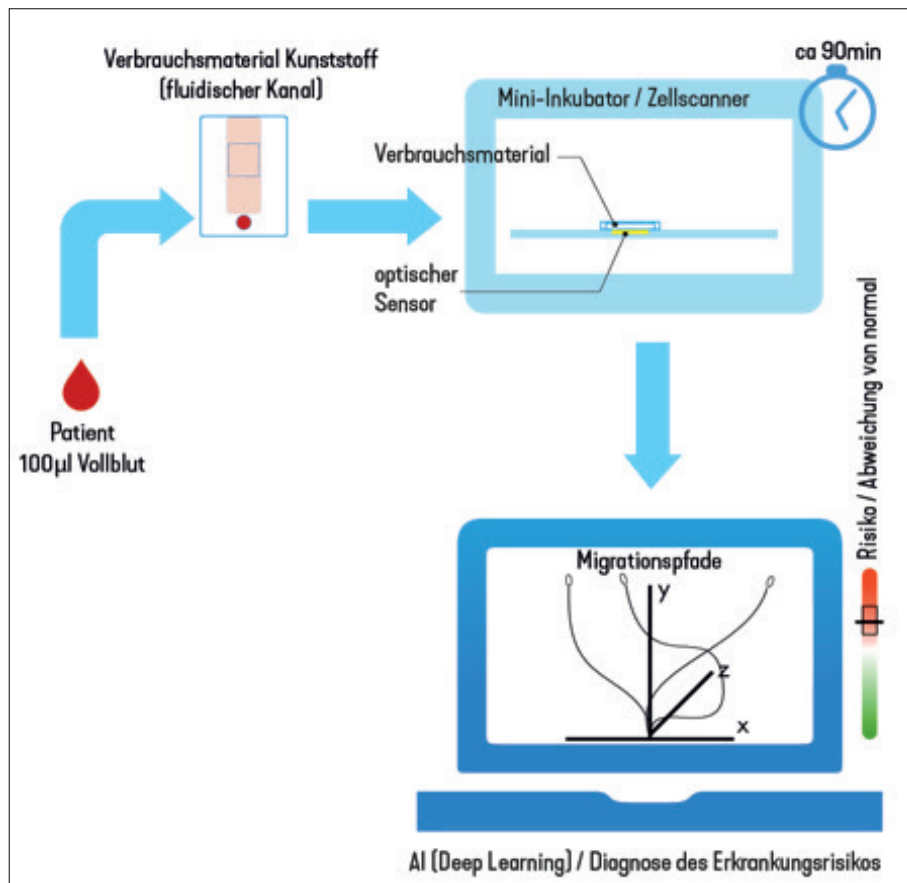 Verbrauchsmaterial Kunststoff
(fluidischer Kanal)
ca 90min
Mini-Inkubator / Zellscanner
Verbrauchsmaterial
optischer
Sensor
Patient
100µl Vollblut
Risiko / Abweichung von normal
Migrationspfade
y
z
x
AI (Deep Learning) / Diagnose des Erkrankungsrisikos